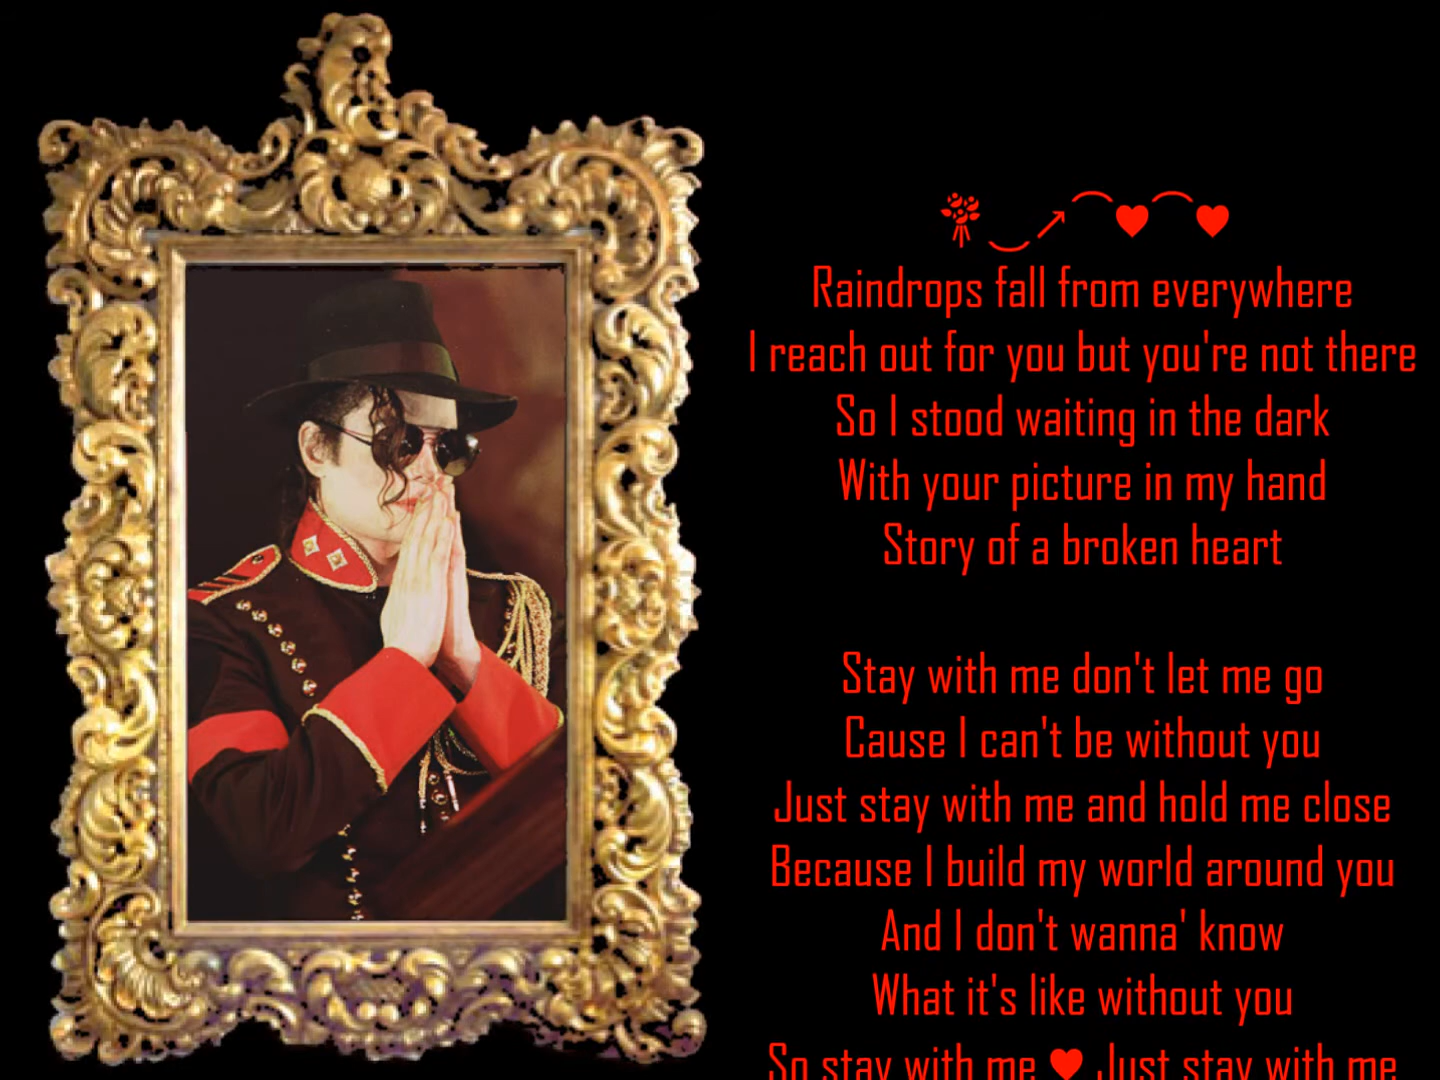 Raindrops fall from everywhere
I reach out for you but you're not there
So I stood waiting in the dark
With your picture in my hand
Story of a broken heart
Stay with me don't let me go
Cause I can't be without you
Just stay with me and hold me close
Because I build my world around you
And I don't wanna' know
What it's like without you
So stay with me ♥ Just stay with me